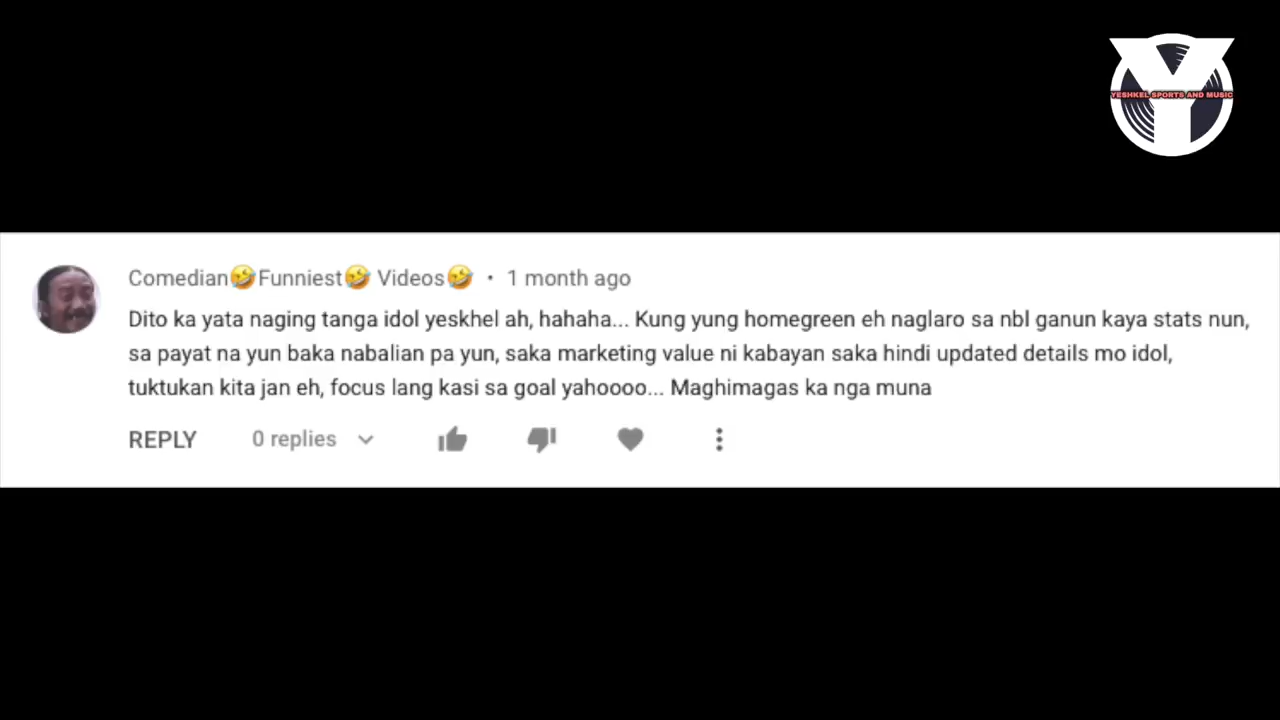 YESHKEL SPORTS AND MUSIC
Comedian🤣Funniest🤣 Videos🤣 • 1 month ago
Dito ka yata naging tanga idol yeskhel ah, hahaha... Kung yung homegreen eh naglaro sa nbl ganun kaya stats nun,
sa payat na yun baka nabalian pa yun, saka marketing value ni kabayan saka hindi updated details mo idol,
tuktukan kita jan eh, focus lang kasi sa goal yahoooo... Maghimagas ka nga muna
REPLY 0 replies